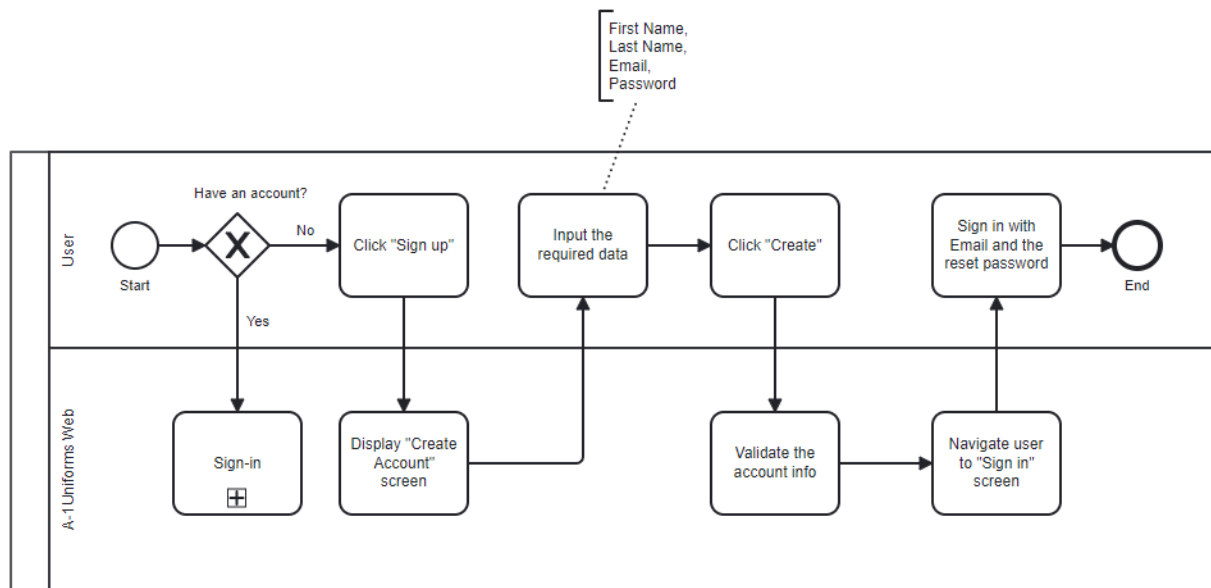 First Name,
Last Name,
Email,
Password
User
Have an account?
Start
No
Yes
Click "Sign up"
Input the
required data
Click "Create"
Sign in with
Email and the
reset password
End
A-1Uniforms Web
Sign-in
Display "Create
Account"
screen
Validate the
account info
Navigate user
to "Sign in"
screen